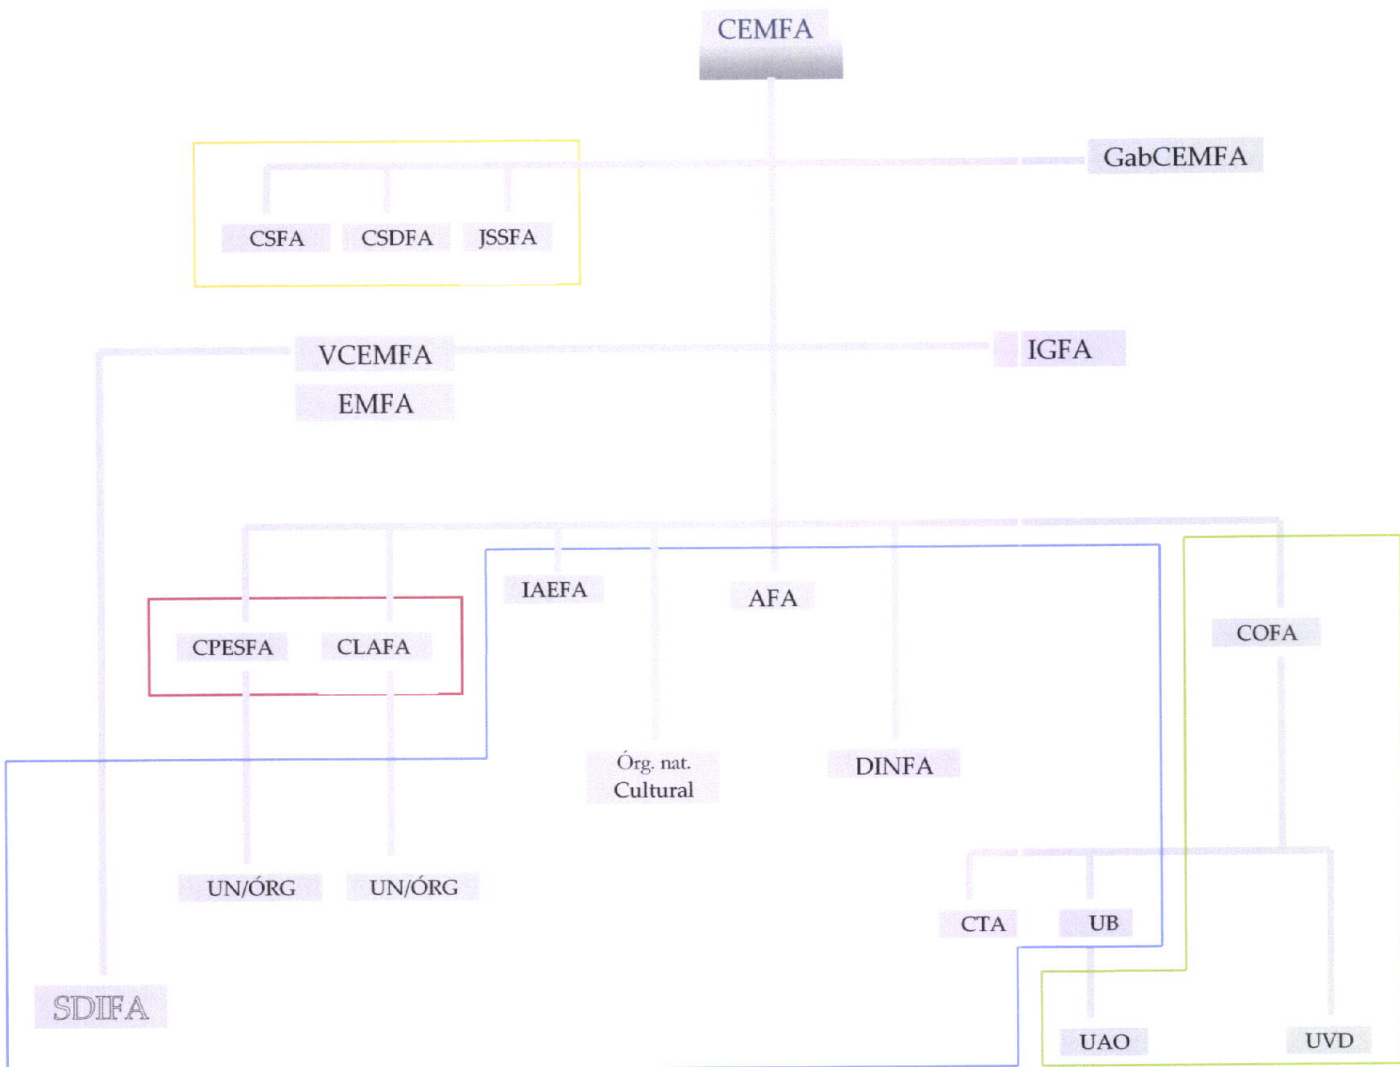 CEMFA
GabCEMFA
CSFA
CSDFA
JSSFA
VCEMFA
IGFA
EMFA
IAEFA
AFA
CPESFA
CLAFA
COFA
Órg. nat.
Cultural
DINFA
UN/ÓRG
UN/ÓRG
CTA
UB
SDIFA
UAO
UVD